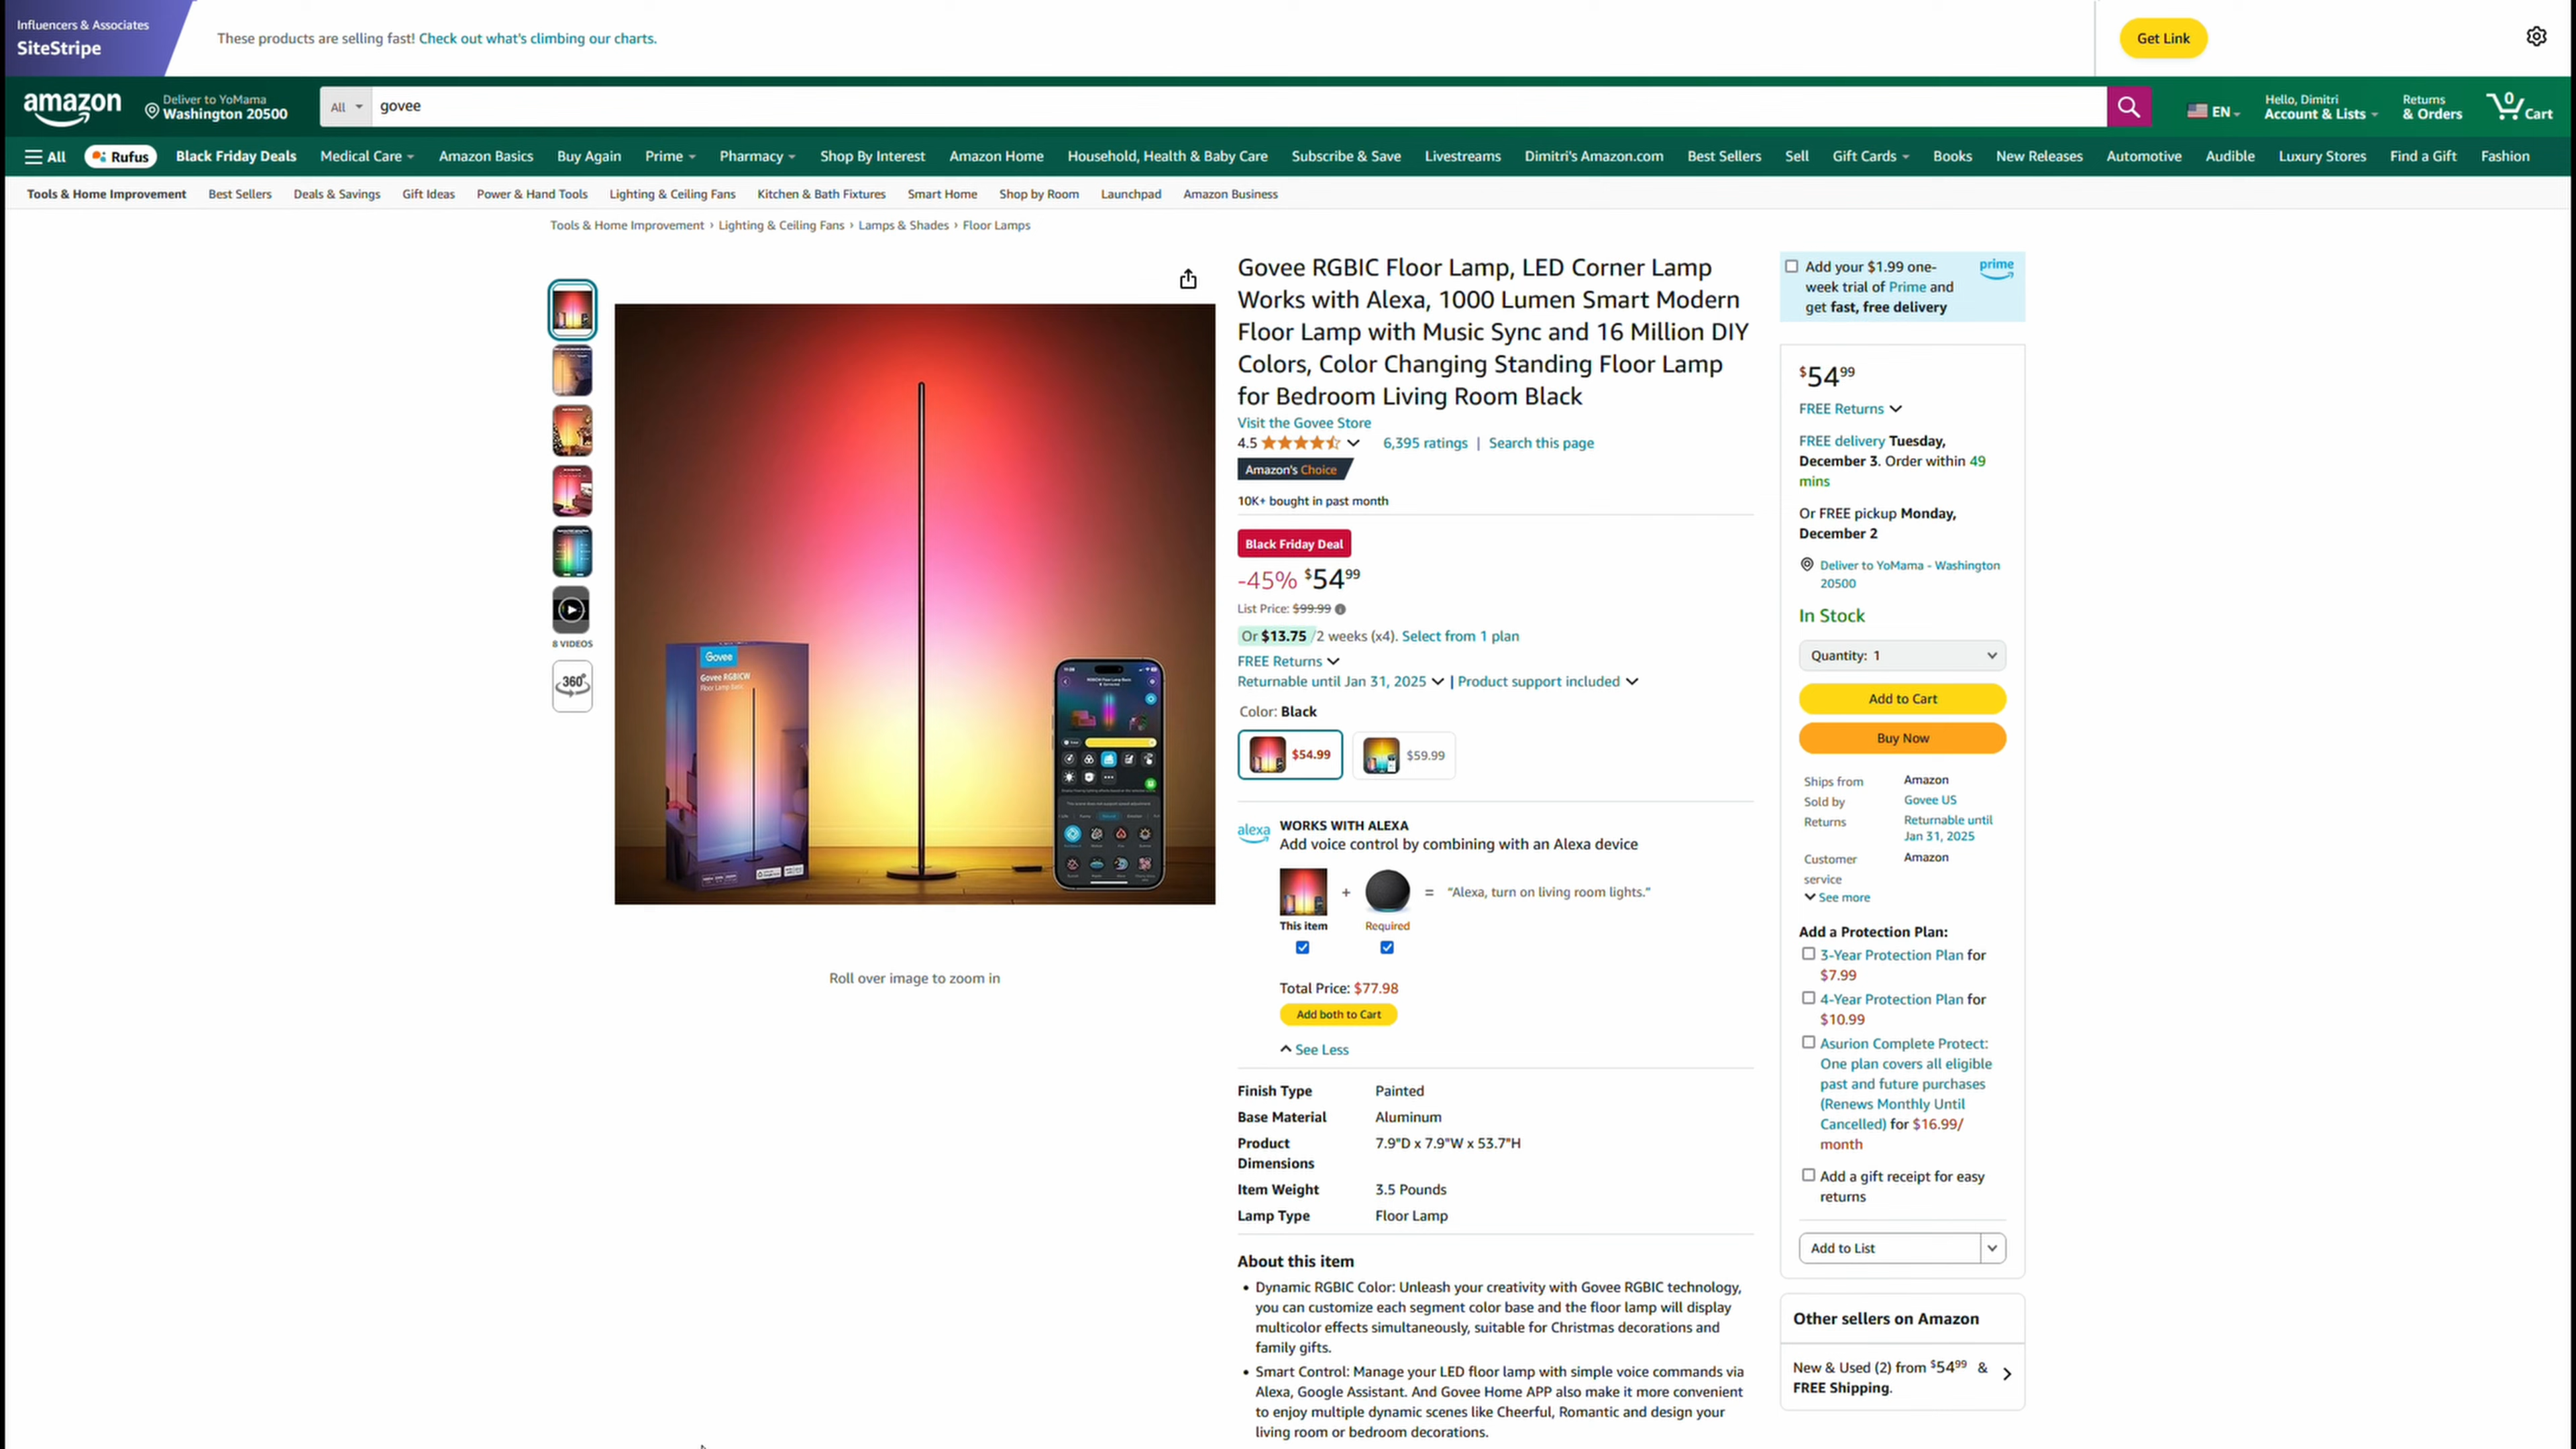 Influencers & Associates
SiteStripe
These products are selling fast! Check out what's climbing our charts.
Get Link
amazon
Deliver to YoMama
Washington 20500
All
govee
EN
Hello, Dimitri
Account & Lists
Returns
& Orders
0
Cart
All
Rufus
Black Friday Deals
Medical Care
Amazon Basics
Buy Again
Prime
Pharmacy
Shop By Interest
Amazon Home
Household, Health & Baby Care
Subscribe & Save
Livestreams
Dimitri's Amazon.com
Best Sellers
Sell
Gift Cards
Books
New Releases
Automotive
Audible
Luxury Stores
Find a Gift
Fashion
Tools & Home Improvement
Best Sellers
Deals & Savings
Gift Ideas
Power & Hand Tools
Lighting & Ceiling Fans
Kitchen & Bath Fixtures
Smart Home
Shop by Room
Launchpad
Amazon Business
Tools & Home Improvement › Lighting & Ceiling Fans › Lamps & Shades › Floor Lamps
8 VIDEOS
360°
Govee
Govee RGBICW
Floor Lamp Basic
Roll over image to zoom in
Govee RGBIC Floor Lamp, LED Corner Lamp
Works with Alexa, 1000 Lumen Smart Modern
Floor Lamp with Music Sync and 16 Million DIY
Colors, Color Changing Standing Floor Lamp
for Bedroom Living Room Black
Visit the Govee Store
4.5
6,395 ratings | Search this page
Amazon's Choice
10K+ bought in past month
Black Friday Deal
-45% $54.99
List Price: $99.99
Or $13.75 /2 weeks (x4). Select from 1 plan
FREE Returns
Returnable until Jan 31, 2025 | Product support included
Color: Black
$54.99
$59.99
alexa
WORKS WITH ALEXA
Add voice control by combining with an Alexa device
+
=
“Alexa, turn on living room lights.”
This item
Required
Total Price: $77.98
Add both to Cart
See Less
Finish Type Painted
Base Material Aluminum
Product
Dimensions
7.9"D x 7.9"W x 53.7"H
Item Weight 3.5 Pounds
Lamp Type Floor Lamp
About this item
• Dynamic RGBIC Color: Unleash your creativity with Govee RGBIC technology,
you can customize each segment color base and the floor lamp will display
multicolor effects simultaneously, suitable for Christmas decorations and
family gifts.
• Smart Control: Manage your LED floor lamp with simple voice commands via
Alexa, Google Assistant. And Govee Home APP also make it more convenient
to enjoy multiple dynamic scenes like Cheerful, Romantic and design your
living room or bedroom decorations.
Add your $1.99 one-
week trial of Prime and
get fast, free delivery
prime
$54.99
FREE Returns
FREE delivery Tuesday,
December 3. Order within 49
mins
Or FREE pickup Monday,
December 2
Deliver to YoMama - Washington
20500
In Stock
Quantity: 1
Add to Cart
Buy Now
Ships from Amazon
Sold by Govee US
Returns Returnable until
Jan 31, 2025
Customer
service
Amazon
See more
Add a Protection Plan:
3-Year Protection Plan for
$7.99
4-Year Protection Plan for
$10.99
Asurion Complete Protect:
One plan covers all eligible
past and future purchases
(Renews Monthly Until
Cancelled) for $16.99/
month
Add a gift receipt for easy
returns
Add to List
Other sellers on Amazon
New & Used (2) from $54.99 &
FREE Shipping.